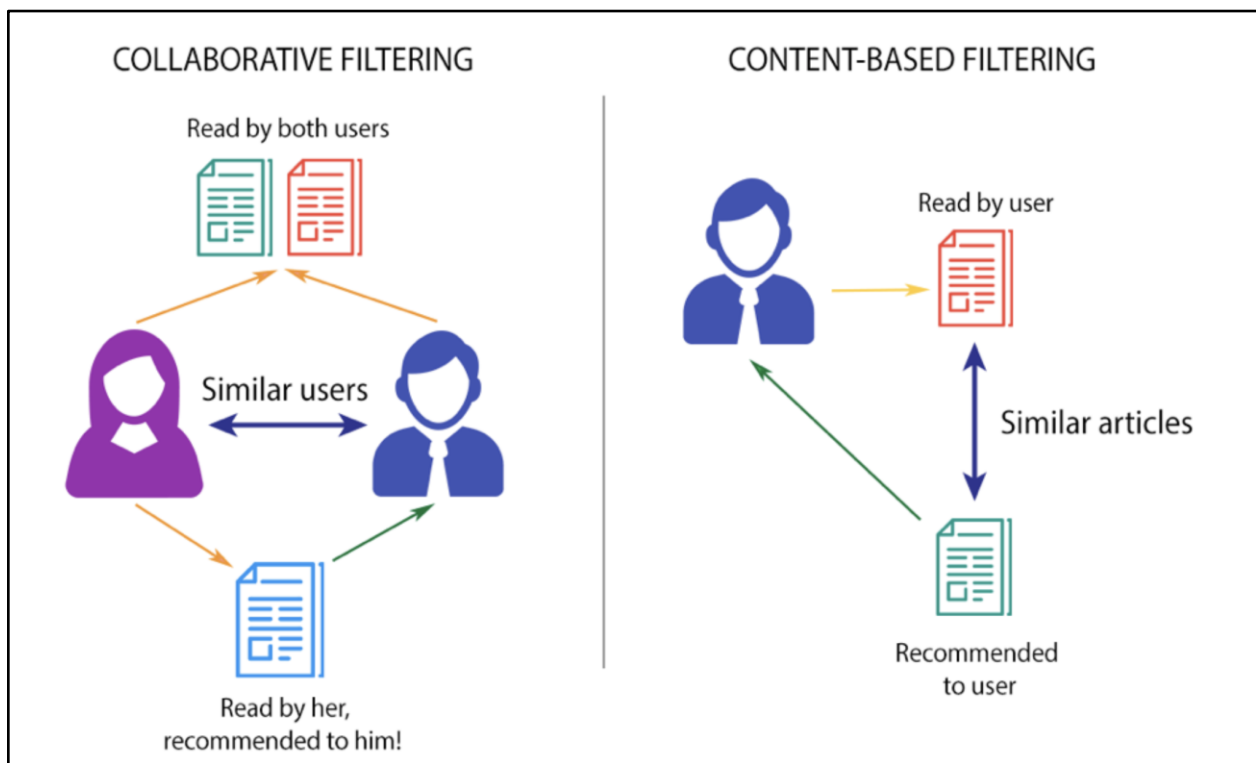 COLLABORATIVE FILTERING
Read by both users
Similar users
Read by her,
recommended to him!
CONTENT-BASED FILTERING
Read by user
Similar articles
Recommended
to user